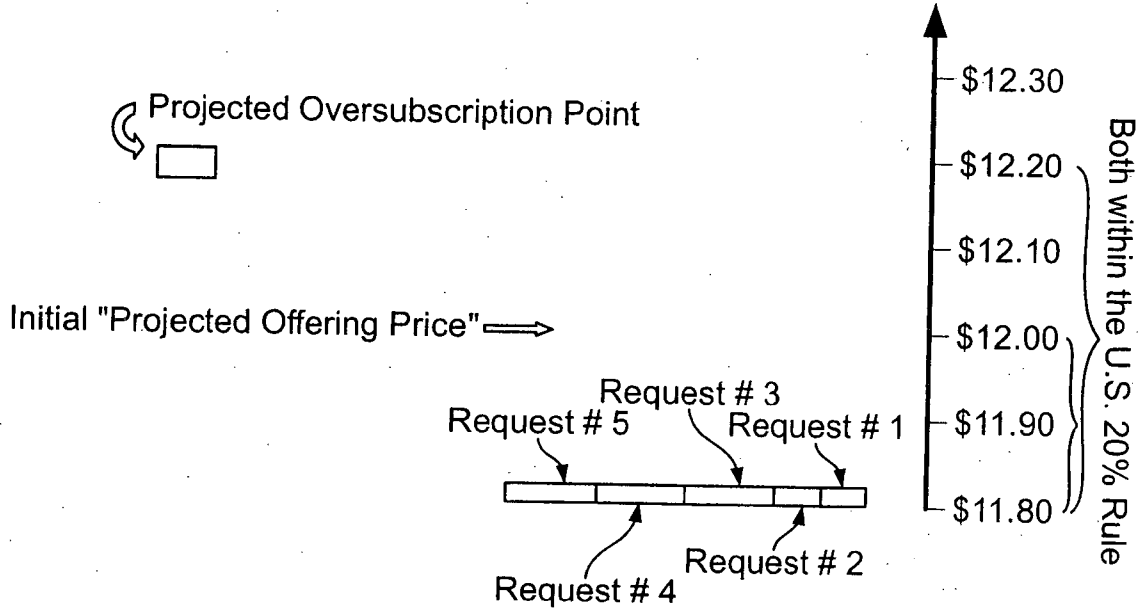 $12.30
Projected Oversubscription Point
$12.20
$12.10
Initial "Projected Offering Price"
$12.00
Request # 3
Request # 5
Request # 1
$11.90
$11.80
Request # 2
Request # 4
Both within the U.S. 20% Rule